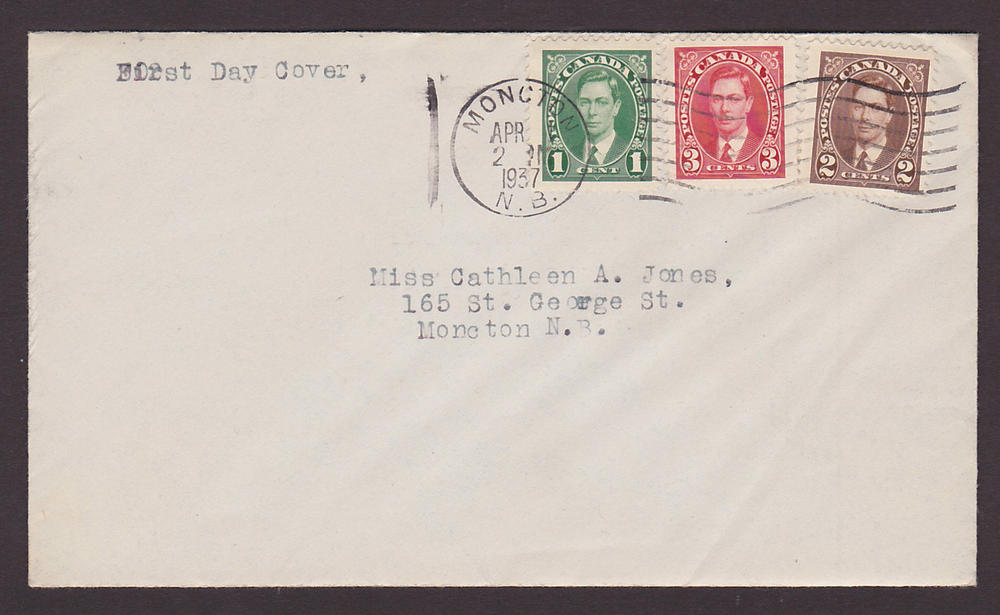 First Day Cover,
MONCTON
APR
2 PM
1937
N.B.
POSTES CANADA POSTAGE
1 CENT 1
POSTES CANADA POSTAGE
3 CENTS 3
POSTES CANADA POSTAGE
2 CENTS 2
Miss Cathleen A. Jones,
165 St. George St.
Moncton N.B.